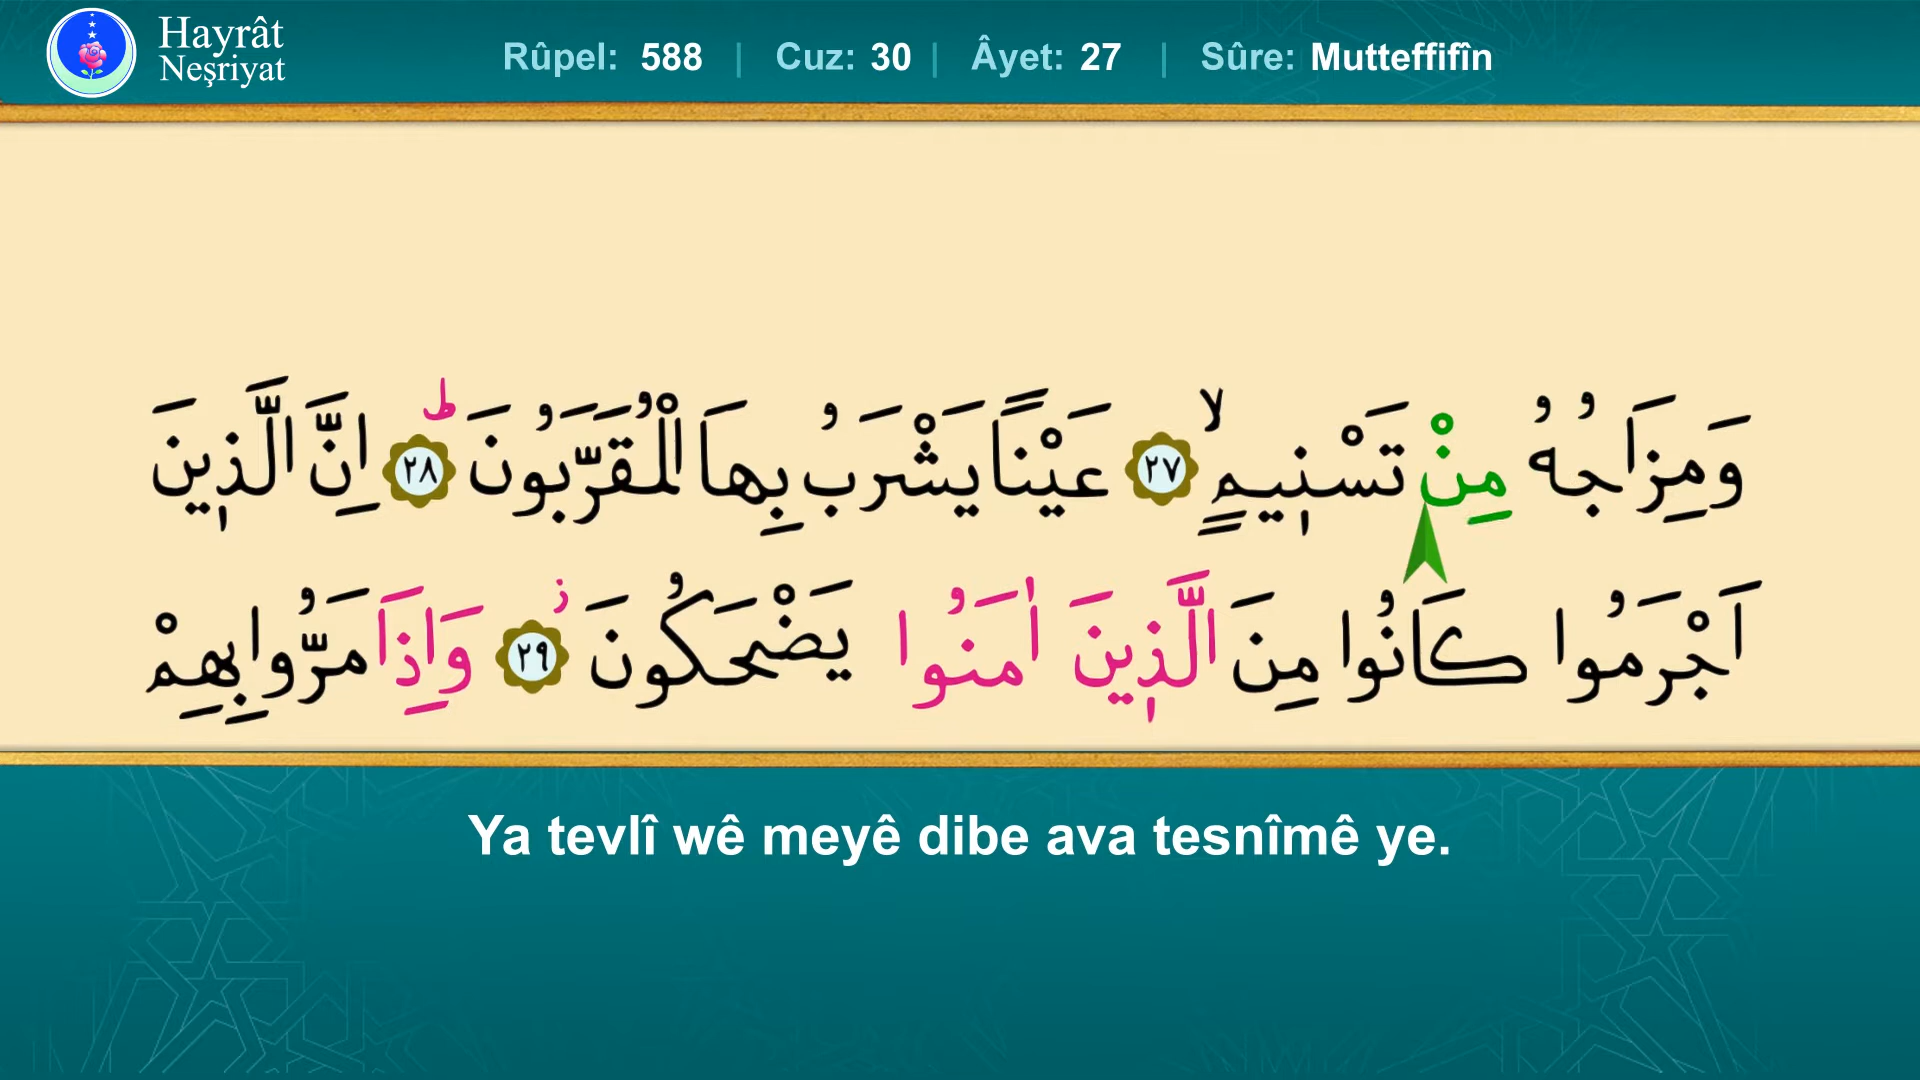 Hayrât
Neşriyat
Rûpel: 588 | Cuz: 30 | Âyet: 27 | Sûre: Mutteffifîn
وَمِزَاجُهُ مِنْ تَسْن۪يمٍۙ ﴿٢٧﴾ عَيْنًا يَشْرَبُ بِهَا الْمُقَرَّبُونَۜ ﴿٢٨﴾ اِنَّ الَّذ۪ينَ
اَجْرَمُوا كَانُوا مِنَ الَّذ۪ينَ اٰمَنُوا يَضْحَكُونَۘ ﴿٢٩﴾ وَاِذَا مَرُّوا بِهِمْ
Ya tevlî wê meyê dibe ava tesnîmê ye.